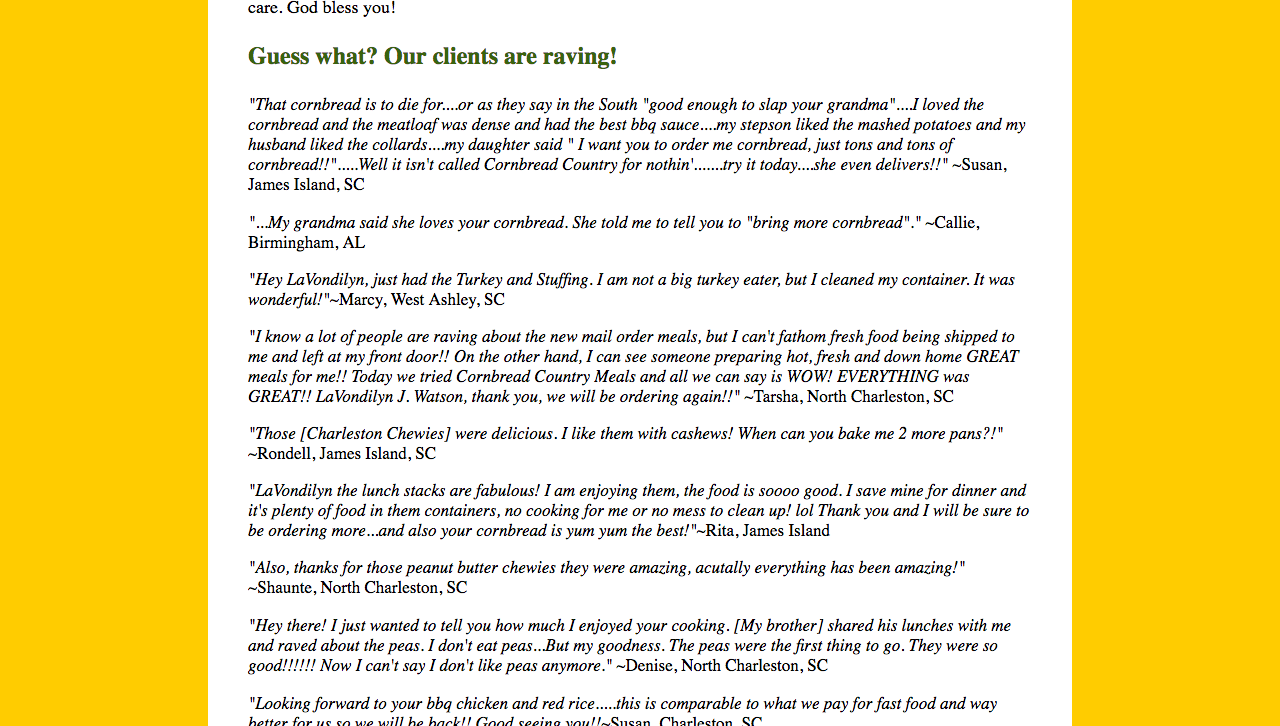 care. God bless you!
Guess what? Our clients are raving!
"That cornbread is to die for....or as they say in the South "good enough to slap your grandma"....I loved the
cornbread and the meatloaf was dense and had the best bbq sauce....my stepson liked the mashed potatoes and my
husband liked the collards....my daughter said " I want you to order me cornbread, just tons and tons of
cornbread!!".....Well it isn't called Cornbread Country for nothin'.......try it today....she even delivers!!" ~Susan,
James Island, SC
"...My grandma said she loves your cornbread. She told me to tell you to "bring more cornbread"." ~Callie,
Birmingham, AL
"Hey LaVondilyn, just had the Turkey and Stuffing. I am not a big turkey eater, but I cleaned my container. It was
wonderful!"~Marcy, West Ashley, SC
"I know a lot of people are raving about the new mail order meals, but I can't fathom fresh food being shipped to
me and left at my front door!! On the other hand, I can see someone preparing hot, fresh and down home GREAT
meals for me!! Today we tried Cornbread Country Meals and all we can say is WOW! EVERYTHING was
GREAT!! LaVondilyn J. Watson, thank you, we will be ordering again!!" ~Tarsha, North Charleston, SC
"Those [Charleston Chewies] were delicious. I like them with cashews! When can you bake me 2 more pans?!"
~Rondell, James Island, SC
"LaVondilyn the lunch stacks are fabulous! I am enjoying them, the food is soooo good. I save mine for dinner and
it's plenty of food in them containers, no cooking for me or no mess to clean up! lol Thank you and I will be sure to
be ordering more...and also your cornbread is yum yum the best!"~Rita, James Island
"Also, thanks for those peanut butter chewies they were amazing, acutally everything has been amazing!"
~Shaunte, North Charleston, SC
"Hey there! I just wanted to tell you how much I enjoyed your cooking. [My brother] shared his lunches with me
and raved about the peas. I don't eat peas...But my goodness. The peas were the first thing to go. They were so
good!!!!!! Now I can't say I don't like peas anymore." ~Denise, North Charleston, SC
"Looking forward to your bbq chicken and red rice.....this is comparable to what we pay for fast food and way
better for us so we will be back!! Good seeing you!!~Susan, Charleston, SC